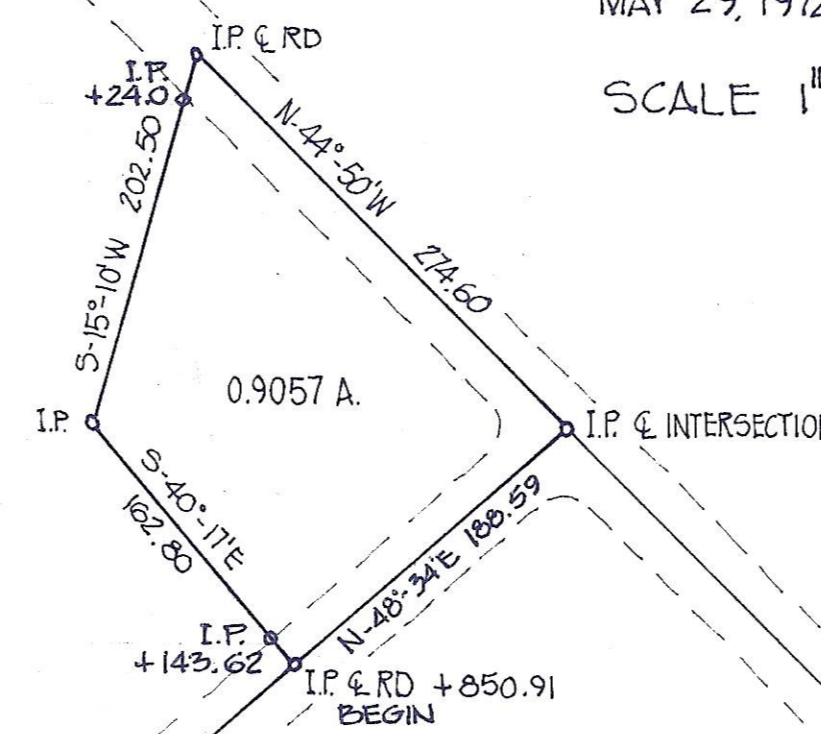 MAY 29, 1972
SCALE 1"
I.P. ℄ RD
I.P.
+24.0
N-44°-50'W 274.60
S-15°-10'W 202.50
0.9057 A.
I.P.
I.P. ℄ INTERSECTION
S-40°-17'E
162.80
N-48°-34'E 188.59
I.P.
+143.62
I.P. ℄ RD +850.91
BEGIN